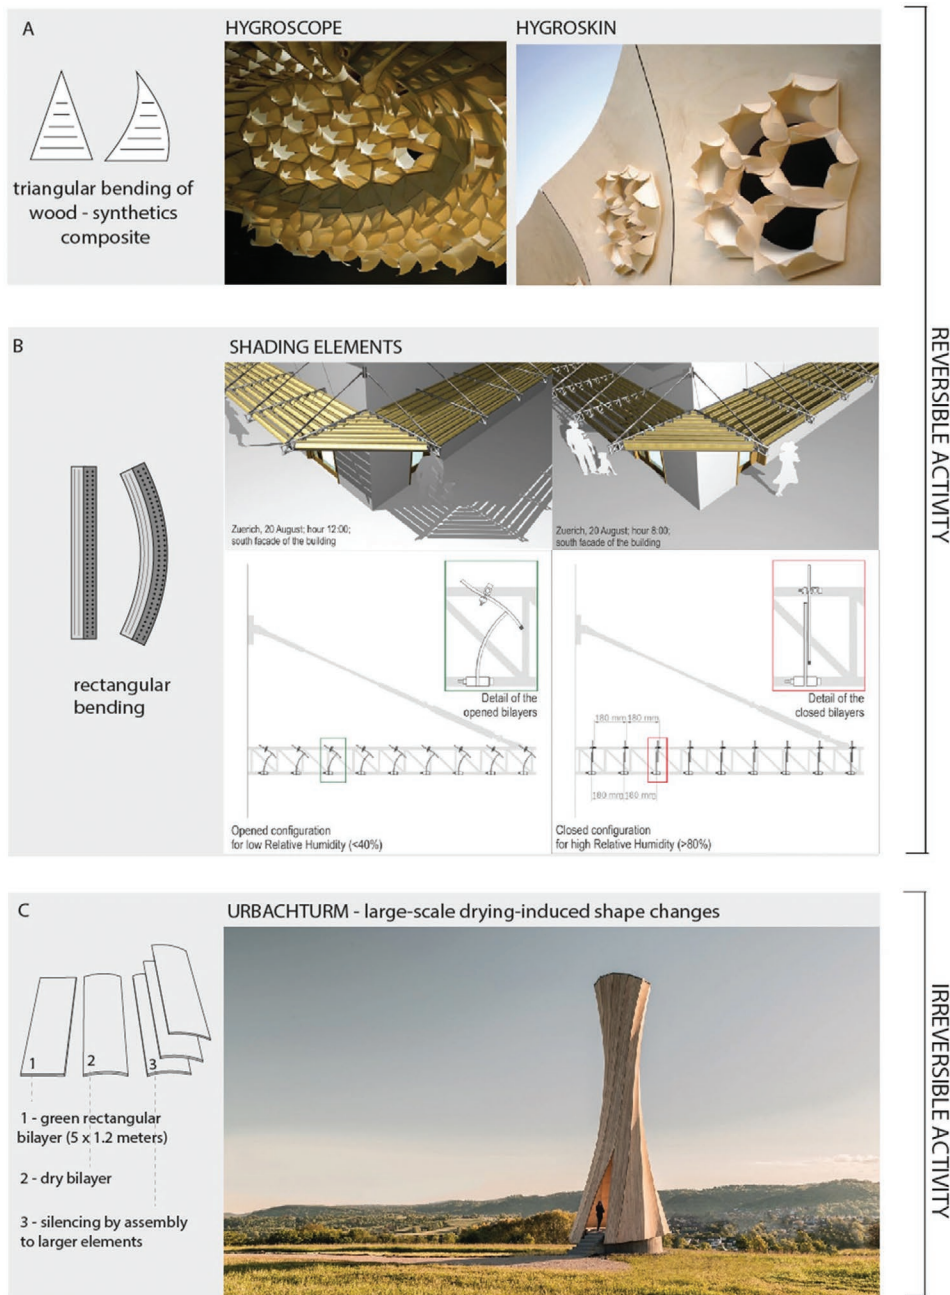 A
HYGROSCOPE
HYGROSKIN
triangular bending of
wood - synthetics
composite
REVERSIBLE ACTIVITY
B
SHADING ELEMENTS
Zuerich, 20 August; hour 12:00;
south facade of the building
Zuerich, 20 August; hour 8:00;
south facade of the building
rectangular
bending
Detail of the
opened bilayers
Detail of the
closed bilayers
180 mm 180 mm
180 mm 180 mm
Opened configuration
for low Relative Humidity (<40%)
Closed configuration
for high Relative Humidity (>80%)
C
URBACHTURM - large-scale drying-induced shape changes
1
2
3
1 - green rectangular
bilayer (5 x 1.2 meters)
2 - dry bilayer
3 - silencing by assembly
to larger elements
IRREVERSIBLE ACTIVITY